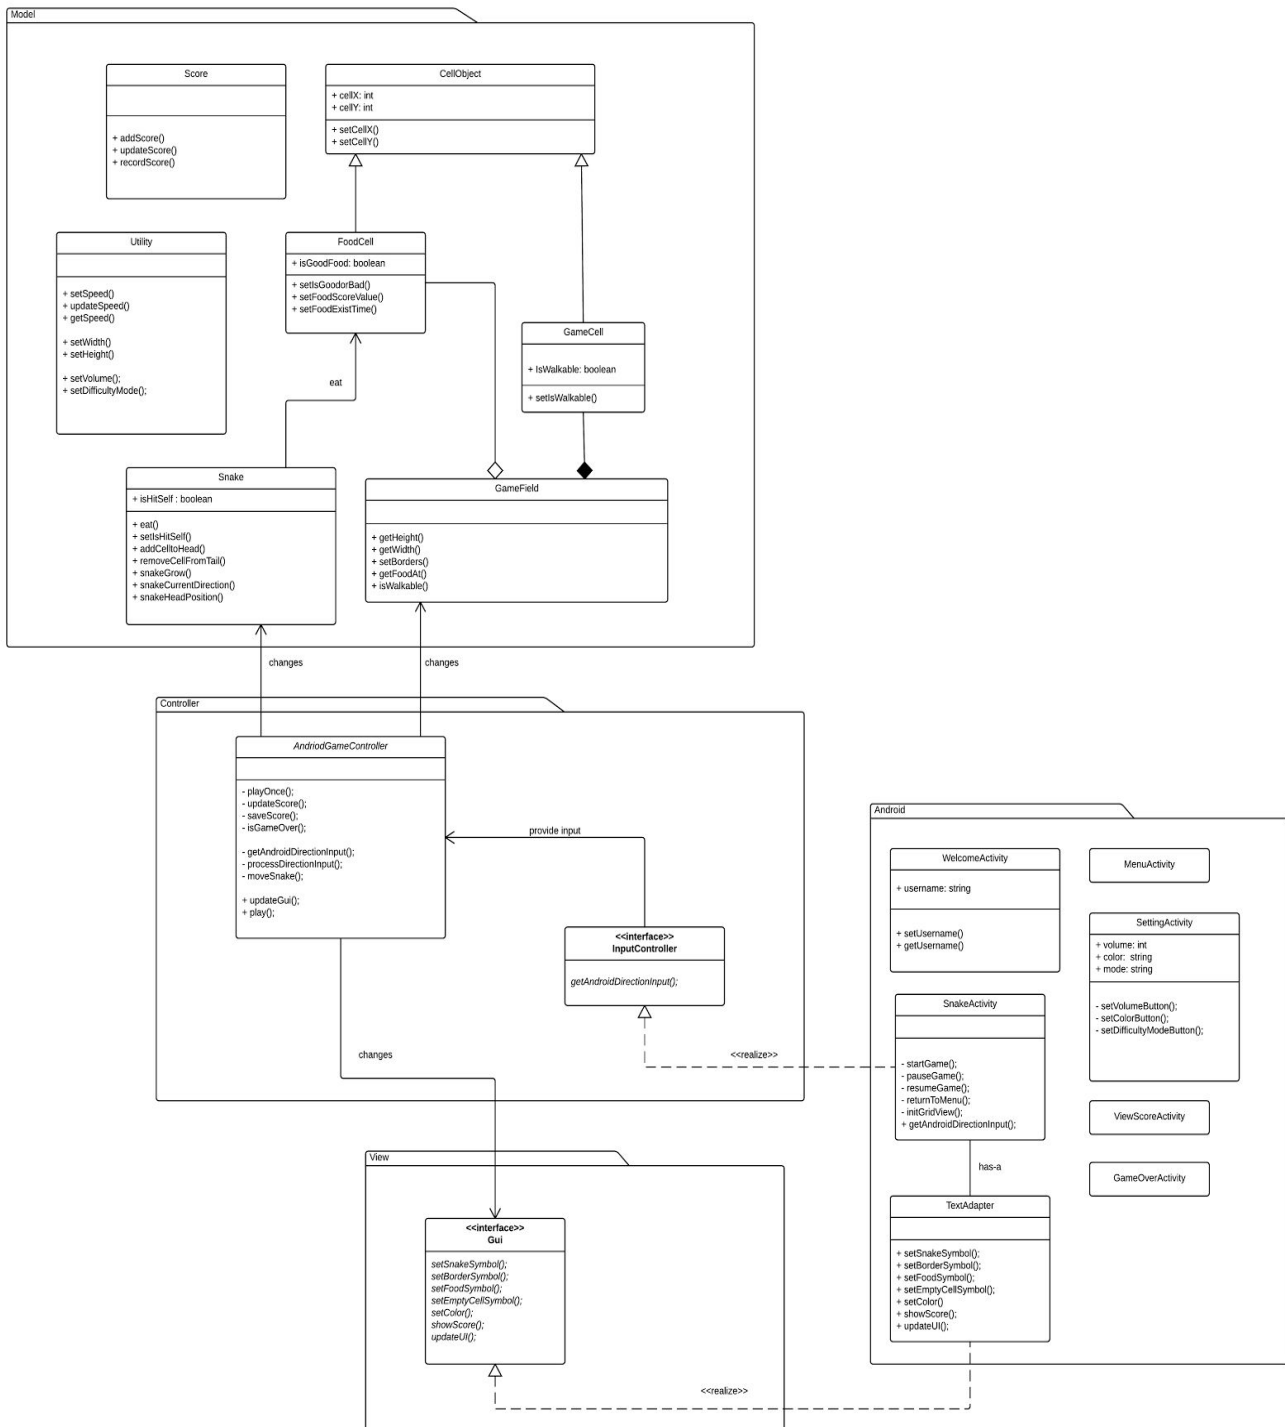 Model
Score
+ addScore()
+ updateScore()
+ recordScore()
CellObject
+ cellX: int
+ cellY: int
+ setCellX()
+ setCellY()
Utility
+ setSpeed()
+ updateSpeed()
+ getSpeed()
+ setWidth()
+ setHeight()
+ setVolume();
+ setDifficultyMode();
FoodCell
+ isGoodFood: boolean
+ setIsGoodorBad()
+ setFoodScoreValue()
+ setFoodExistTime()
GameCell
+ IsWalkable: boolean
+ setIsWalkable()
eat
Snake
+ isHitSelf : boolean
+ eat()
+ setIsHitSelf()
+ addCelltoHead()
+ removeCellFromTail()
+ snakeGrow()
+ snakeCurrentDirection()
+ snakeHeadPosition()
GameField
+ getHeight()
+ getWidth()
+ setBorders()
+ getFoodAt()
+ isWalkable()
changes
changes
Controller
AndriodGameController
- playOnce();
- updateScore();
- saveScore();
- isGameOver();
- getAndroidDirectionInput();
- processDirectionInput();
- moveSnake();
+ updateGui();
+ play();
provide input
<<interface>>
InputController
getAndroidDirectionInput();
changes
<<realize>>
Android
WelcomeActivity
+ username: string
+ setUsername()
+ getUsername()
MenuActivity
SettingActivity
+ volume: int
+ color:  string
+ mode: string
- setVolumeButton();
- setColorButton();
- setDifficultyModeButton();
SnakeActivity
- startGame();
- pauseGame();
- resumeGame();
- returnToMenu();
- initGridView();
+ getAndroidDirectionInput();
ViewScoreActivity
GameOverActivity
has-a
TextAdapter
+ setSnakeSymbol();
+ setBorderSymbol();
+ setFoodSymbol();
+ setEmptyCellSymbol();
+ setColor()
+ showScore();
+ updateUI();
View
<<interface>>
Gui
setSnakeSymbol();
setBorderSymbol();
setFoodSymbol();
setEmptyCellSymbol();
setColor();
showScore();
updateUI();
<<realize>>